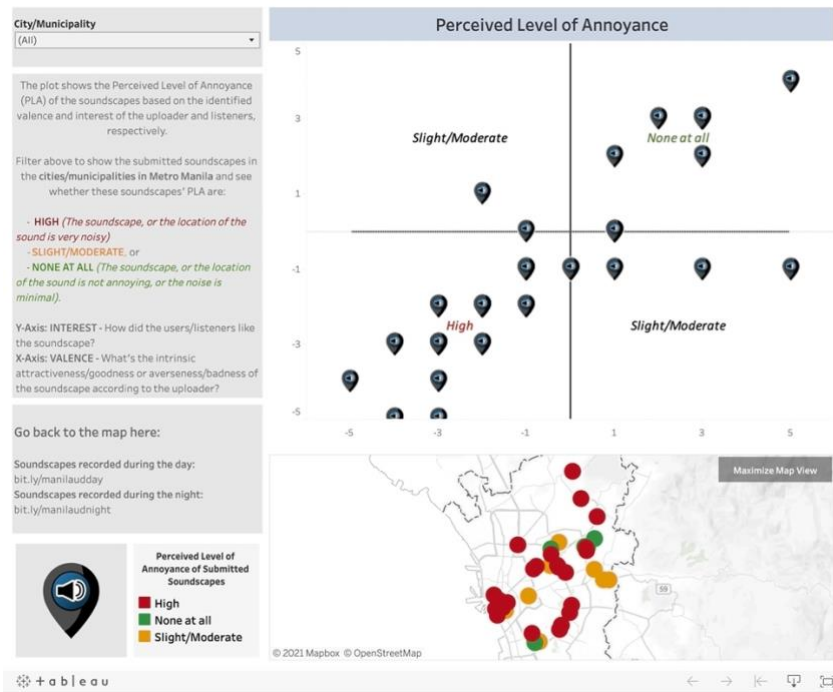 City/Municipality
(All)
The plot shows the Perceived Level of Annoyance
(PLA) of the soundscapes based on the identified
valence and interest of the uploader and listeners,
respectively.
Filter above to show the submitted soundscapes in
the cities/municipalities in Metro Manila and see
whether these soundscapes' PLA are:
- HIGH (The soundscape, or the location of the
sound is very noisy)
- SLIGHT/MODERATE, or
- NONE AT ALL (The soundscape, or the location
of the sound is not annoying, or the noise is
minimal).
Y-Axis: INTEREST - How did the users/listeners like
the soundscape?
X-Axis: VALENCE - What's the intrinsic
attractiveness/goodness or averseness/badness of
the soundscape according to the uploader?
Go back to the map here:
Soundscapes recorded during the day:
bit.ly/manilaudday
Soundscapes recorded during the night:
bit.ly/manilaudnight
Perceived Level of
Annoyance of Submitted
Soundscapes
High
None at all
Slight/Moderate
Perceived Level of Annoyance
5
3
Slight/Moderate
None at all
1
-1
High
Slight/Moderate
-3
-5
-5 -3 -1 1 3 5
Maximize Map View
59
© 2021 Mapbox © OpenStreetMap
+ a b l e a u